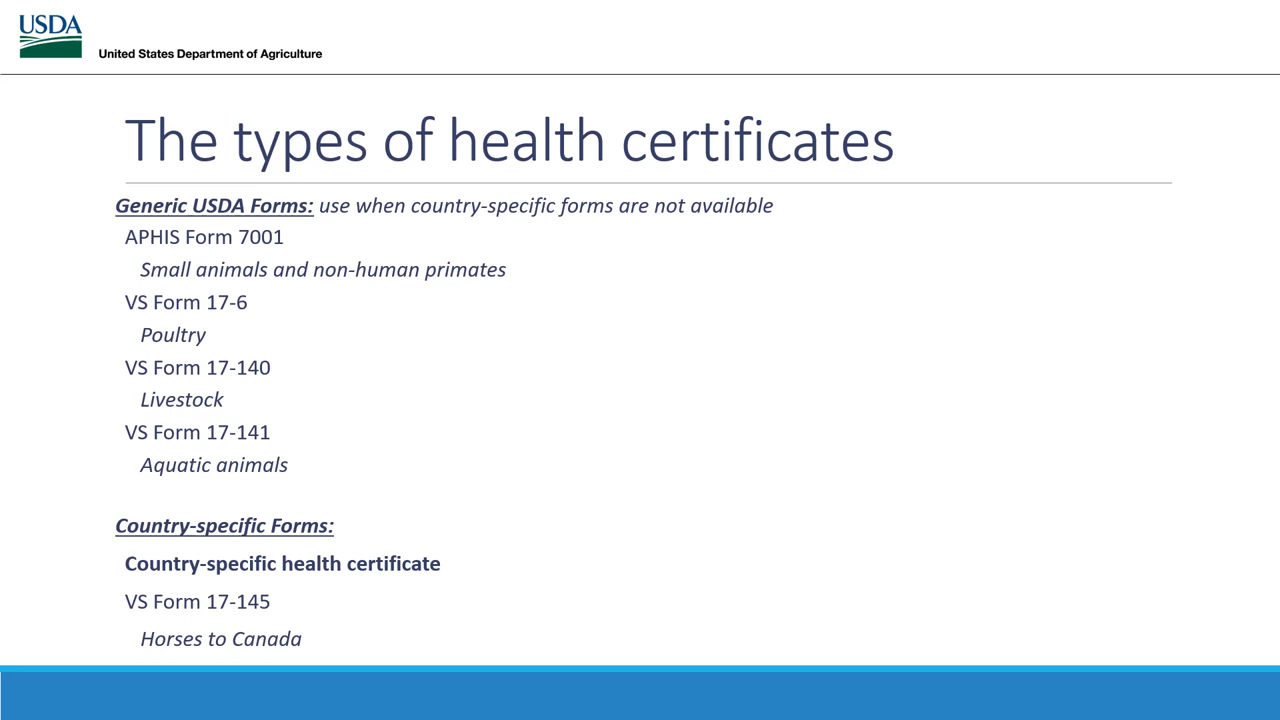 USDA
United States Department of Agriculture
The types of health certificates
Generic USDA Forms: use when country-specific forms are not available
APHIS Form 7001
Small animals and non-human primates
VS Form 17-6
Poultry
VS Form 17-140
Livestock
VS Form 17-141
Aquatic animals
Country-specific Forms:
Country-specific health certificate
VS Form 17-145
Horses to Canada